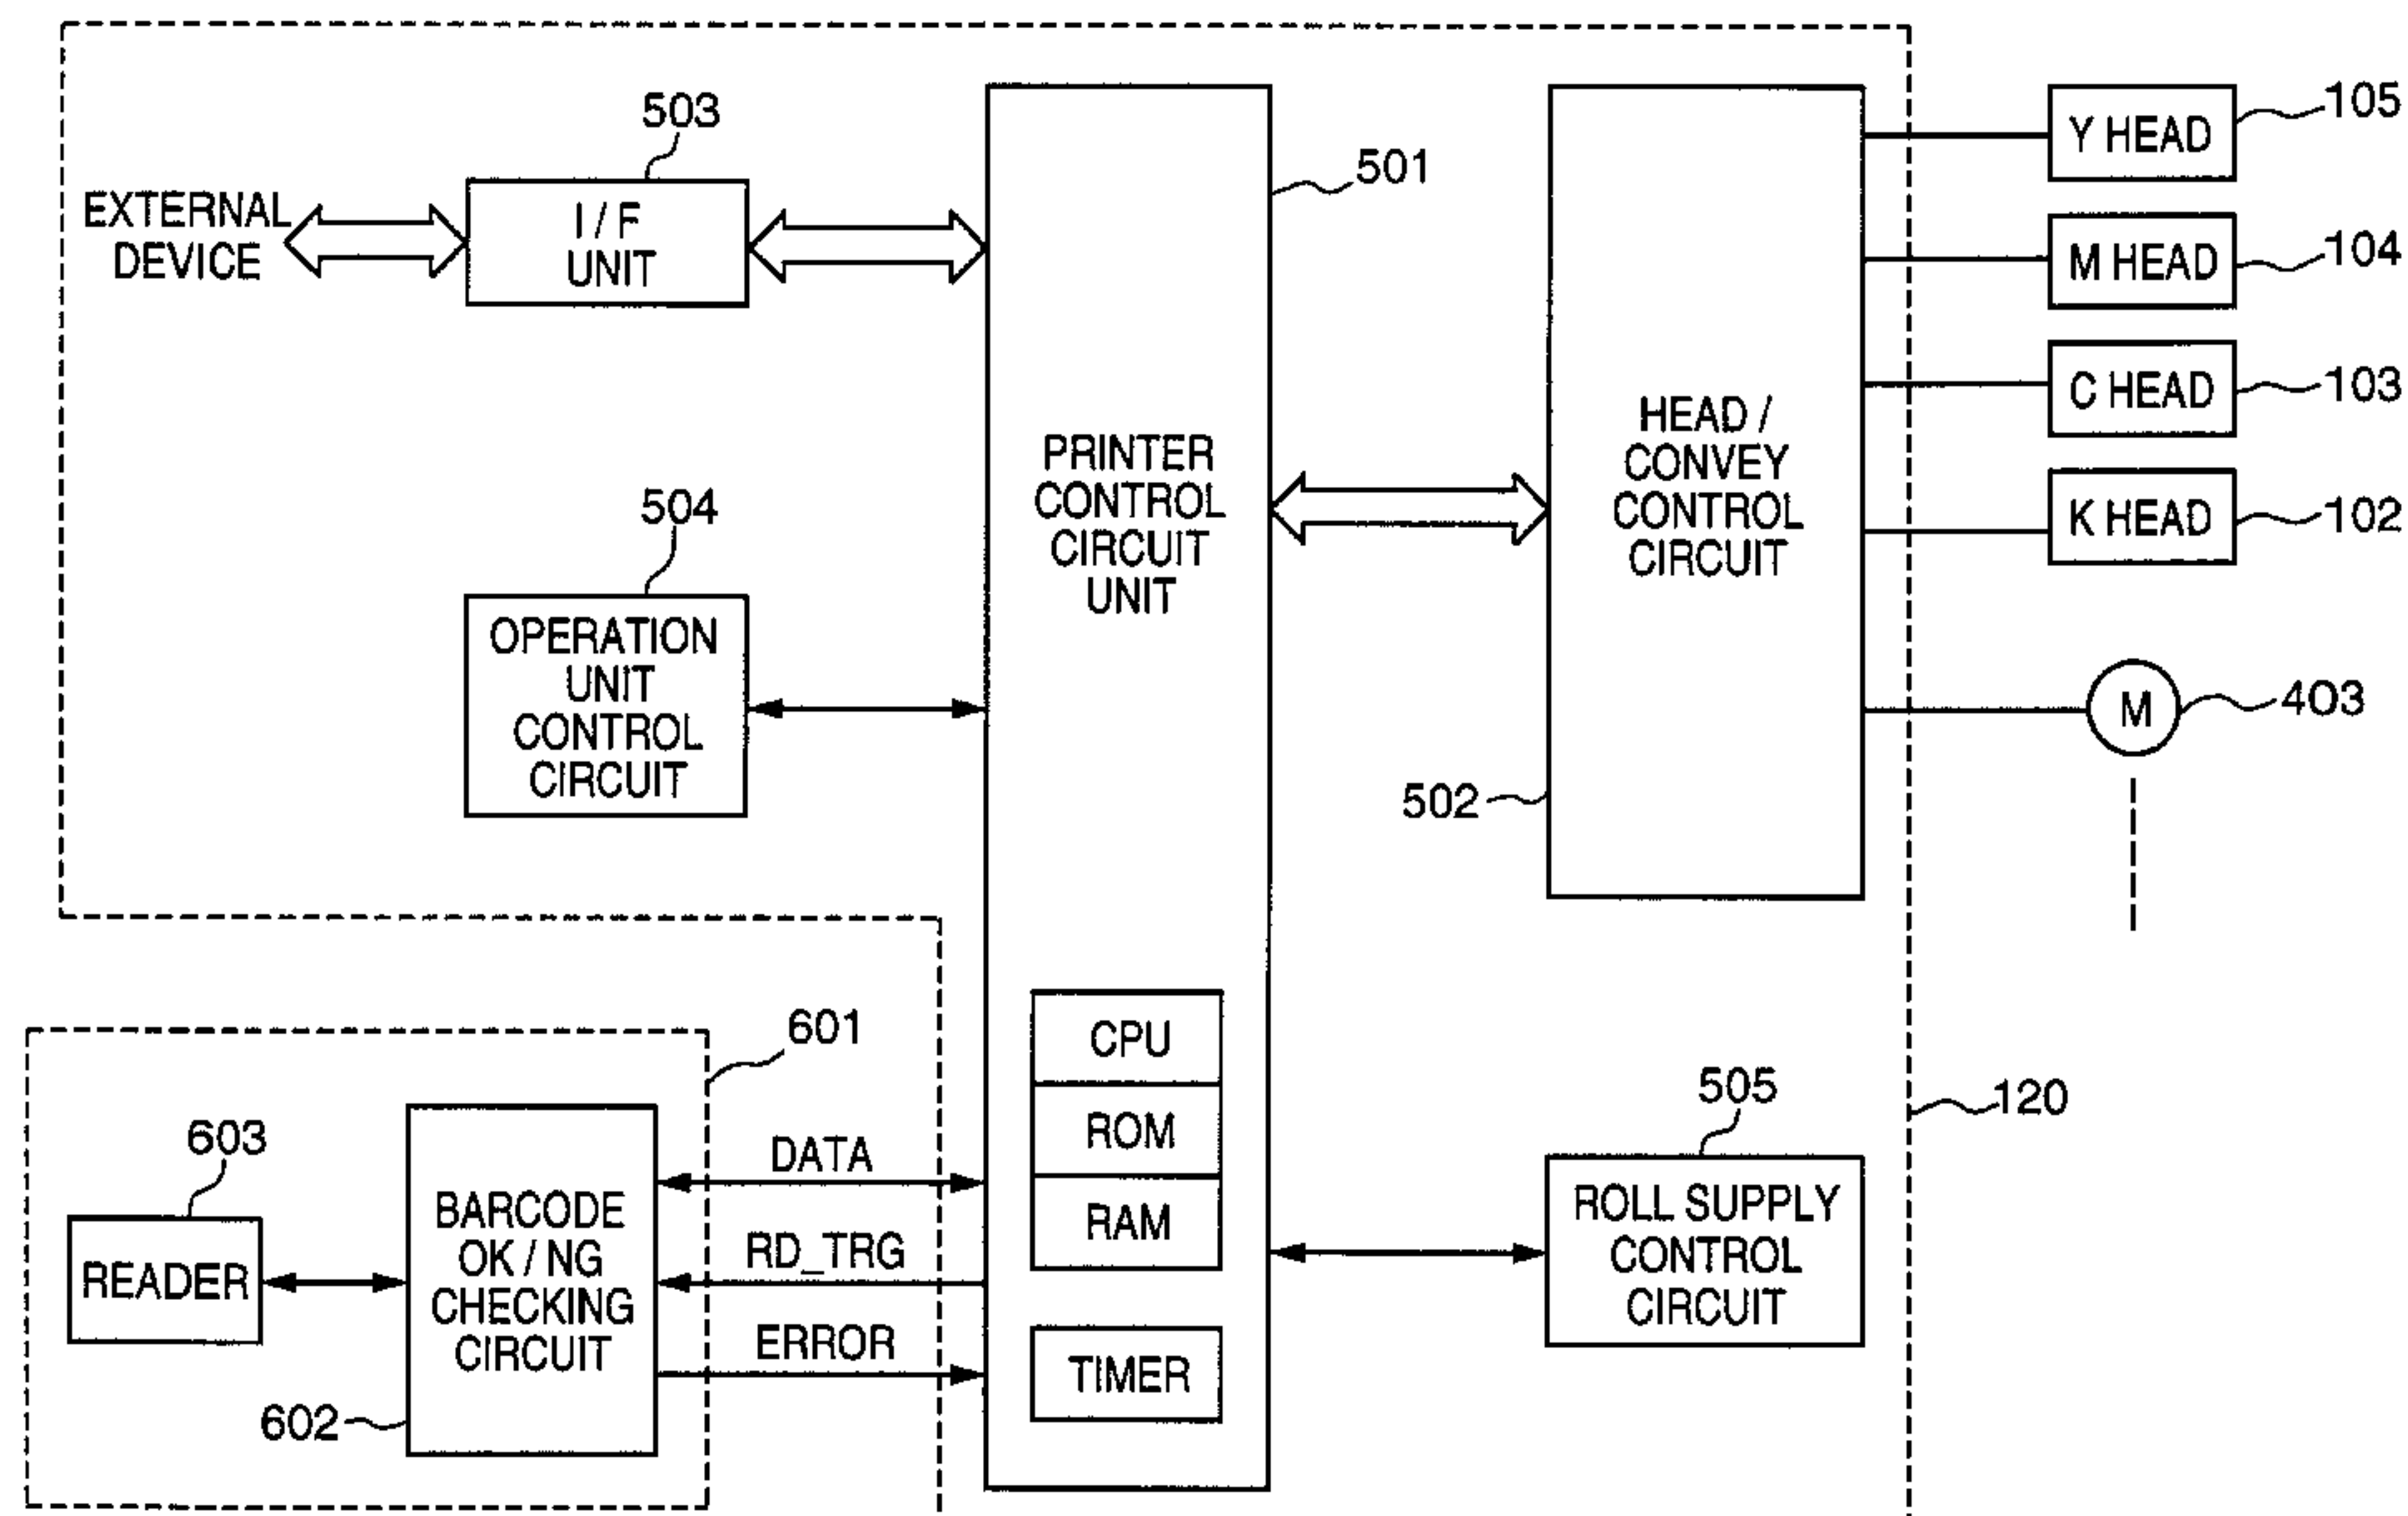 503
EXTERNAL
DEVICE
I / F
UNIT
501
PRINTER
CONTROL
CIRCUIT
UNIT
504
OPERATION
UNIT
CONTROL
CIRCUIT
HEAD /
CONVEY
CONTROL
CIRCUIT
502
Y HEAD
105
M HEAD
104
C HEAD
103
K HEAD
102
M
403
601
603
READER
BARCODE
OK / NG
CHECKING
CIRCUIT
602
DATA
RD_TRG
ERROR
CPU
ROM
RAM
TIMER
505
ROLL SUPPLY
CONTROL
CIRCUIT
120